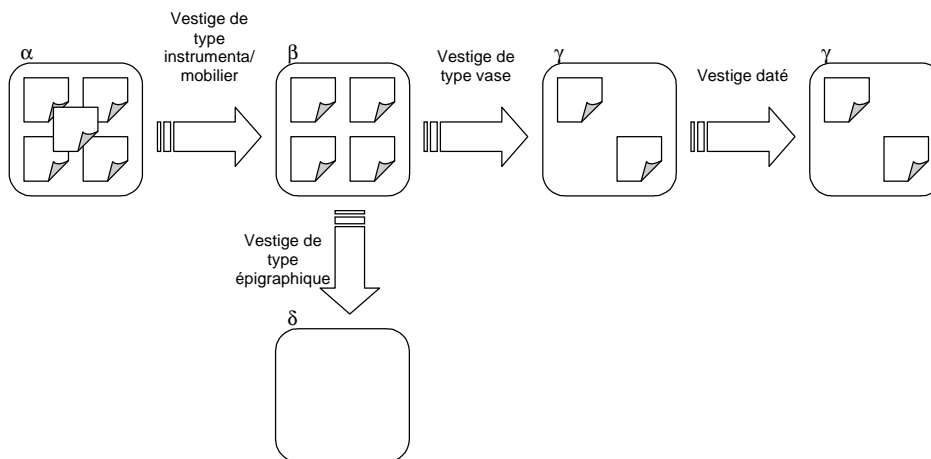 Vestige de
type
instrumenta/
mobilier
α
β
Vestige de
type vase
γ
Vestige daté
γ
Vestige de
type
épigraphique
δ